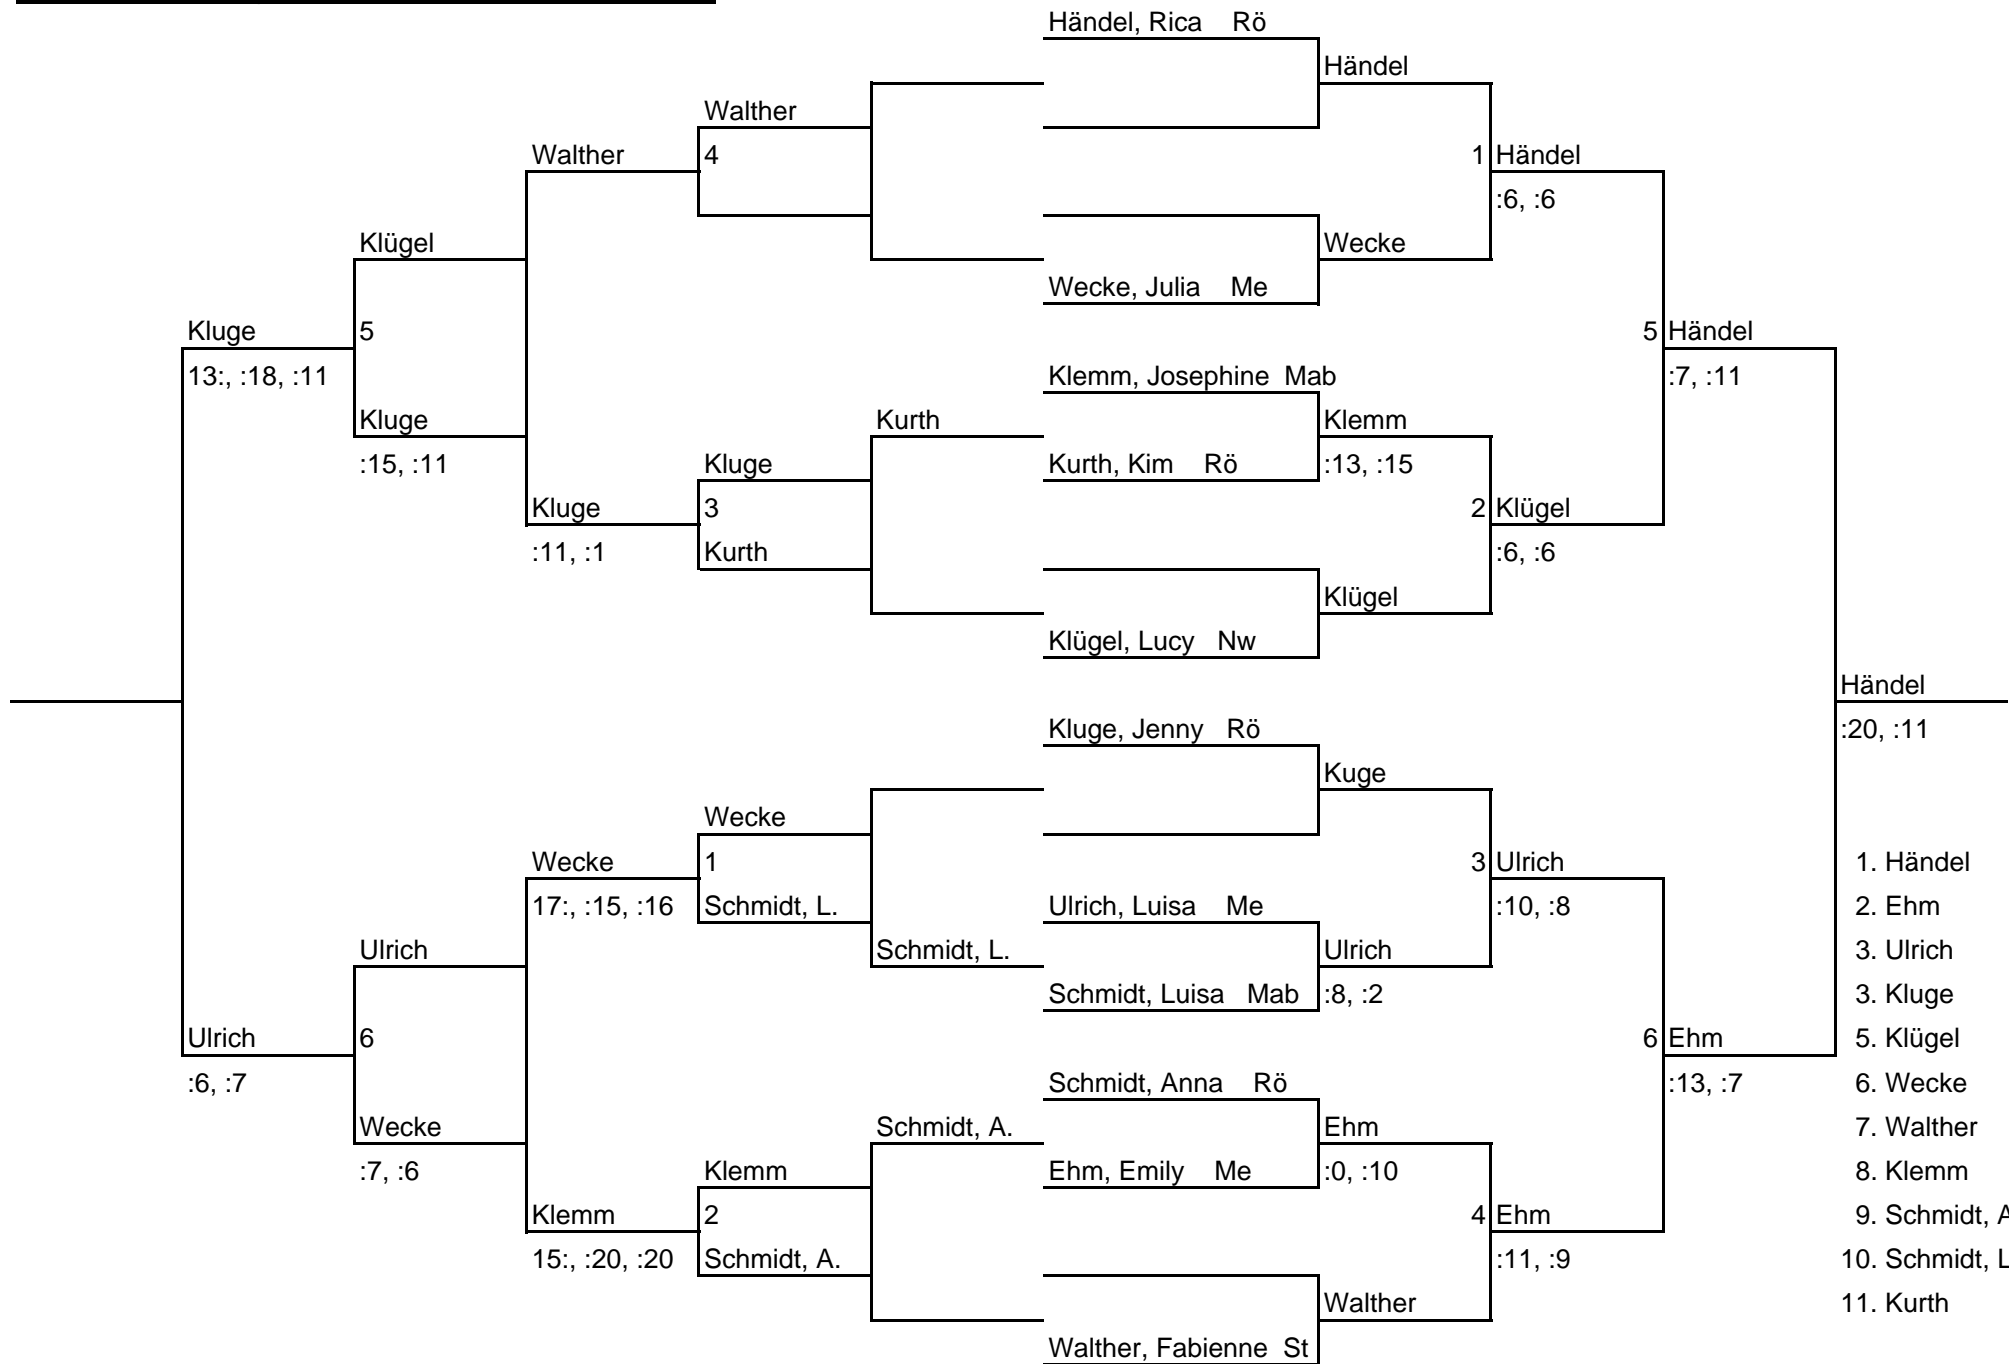 Händel, Rica Rö
Händel
Walther
Walther 4 1 Händel
:6, :6
Klügel Wecke
Wecke, Julia Me
Kluge 5 5 Händel
13:, :18, :11 Klemm, Josephine Mab :7, :11
Kluge Kurth Klemm
:15, :11 Kluge Kurth, Kim Rö :13, :15
Kluge 3 2 Klügel
:11, :1 Kurth :6, :6
Klügel
Klügel, Lucy Nw
Händel
Kluge, Jenny Rö :20, :11
Kuge
Wecke
Wecke 1 3 Ulrich 1. Händel
17:, :15, :16 Schmidt, L. Ulrich, Luisa Me :10, :8 2. Ehm
Ulrich Schmidt, L. Ulrich 3. Ulrich
Schmidt, Luisa Mab :8, :2 3. Kluge
Ulrich 6 6 Ehm 5. Klügel
:6, :7 Schmidt, Anna Rö :13, :7 6. Wecke
Wecke Schmidt, A. Ehm 7. Walther
:7, :6 Klemm Ehm, Emily Me :0, :10 8. Klemm
Klemm 2 4 Ehm 9. Schmidt, A
15:, :20, :20 Schmidt, A. :11, :9 10. Schmidt, L
Walther 11. Kurth
Walther, Fabienne St